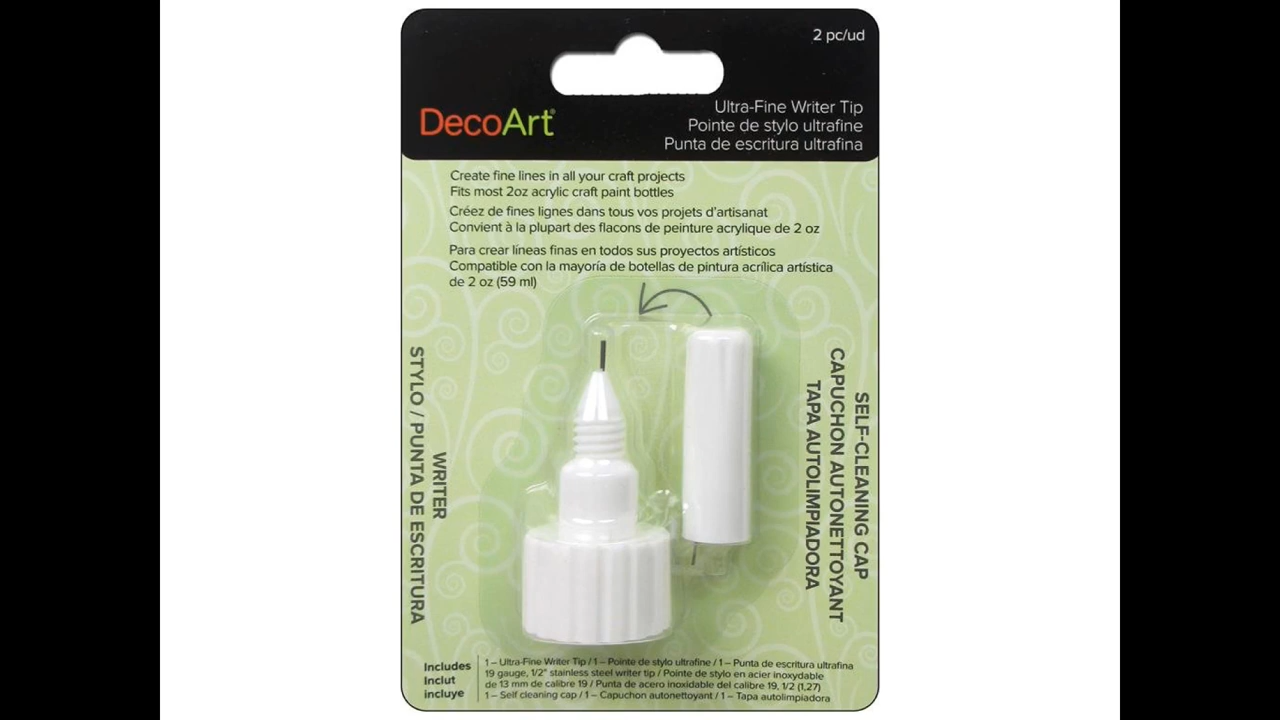 2 pc/ud
DecoArt®
Ultra-Fine Writer Tip
Pointe de stylo ultrafine
Punta de escritura ultrafina
Create fine lines in all your craft projects
Fits most 2oz acrylic craft paint bottles
Créez de fines lignes dans tous vos projets d'artisanat
Convient à la plupart des flacons de peinture acrylique de 2 oz
Para crear líneas finas en todos sus proyectos artísticos
Compatible con la mayoría de botellas de pintura acrílica artística
de 2 oz (59 ml)
WRITER
STYLO / PUNTA DE ESCRITURA
SELF-CLEANING CAP
CAPUCHON AUTONETTOYANT
TAPA AUTOLIMPIADORA
Includes
Inclut
incluye
1 – Ultra-Fine Writer Tip / 1 – Pointe de stylo ultrafine / 1 – Punta de escritura ultrafina
19 gauge, 1/2" stainless steel writer tip / Pointe de stylo en acier inoxydable
de 13 mm de calibre 19 / Punta de acero inoxidable del calibre 19, 1/2 (1,27)
1 – Self cleaning cap / 1 – Capuchon autonettoyant / 1 – Tapa autolimpiadora